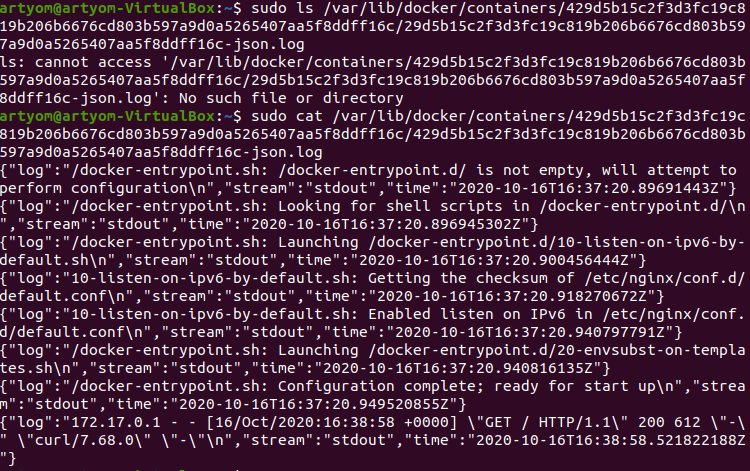 artyom@artyom-VirtualBox:~$ sudo ls /var/lib/docker/containers/429d5b15c2f3d3fc19c8
19b206b6676cd803b597a9d0a5265407aa5f8ddff16c/29d5b15c2f3d3fc19c819b206b6676cd803b59
7a9d0a5265407aa5f8ddff16c-json.log
ls: cannot access '/var/lib/docker/containers/429d5b15c2f3d3fc19c819b206b6676cd803b
597a9d0a5265407aa5f8ddff16c/29d5b15c2f3d3fc19c819b206b6676cd803b597a9d0a5265407aa5f
8ddff16c-json.log': No such file or directory
artyom@artyom-VirtualBox:~$ sudo cat /var/lib/docker/containers/429d5b15c2f3d3fc19c
819b206b6676cd803b597a9d0a5265407aa5f8ddff16c/429d5b15c2f3d3fc19c819b206b6676cd803b
597a9d0a5265407aa5f8ddff16c-json.log
{"log":"/docker-entrypoint.sh: /docker-entrypoint.d/ is not empty, will attempt to
perform configuration\n","stream":"stdout","time":"2020-10-16T16:37:20.89691443Z"}
{"log":"/docker-entrypoint.sh: Looking for shell scripts in /docker-entrypoint.d/\n
","stream":"stdout","time":"2020-10-16T16:37:20.896945302Z"}
{"log":"/docker-entrypoint.sh: Launching /docker-entrypoint.d/10-listen-on-ipv6-by-
default.sh\n","stream":"stdout","time":"2020-10-16T16:37:20.900456444Z"}
{"log":"10-listen-on-ipv6-by-default.sh: Getting the checksum of /etc/nginx/conf.d/
default.conf\n","stream":"stdout","time":"2020-10-16T16:37:20.918270672Z"}
{"log":"10-listen-on-ipv6-by-default.sh: Enabled listen on IPv6 in /etc/nginx/conf.
d/default.conf\n","stream":"stdout","time":"2020-10-16T16:37:20.940797791Z"}
{"log":"/docker-entrypoint.sh: Launching /docker-entrypoint.d/20-envsubst-on-templa
tes.sh\n","stream":"stdout","time":"2020-10-16T16:37:20.940816135Z"}
{"log":"/docker-entrypoint.sh: Configuration complete; ready for start up\n","strea
m":"stdout","time":"2020-10-16T16:37:20.949520855Z"}
{"log":"172.17.0.1 - - [16/Oct/2020:16:38:58 +0000] \"GET / HTTP/1.1\" 200 612 \"-\
" \"curl/7.68.0\" \"-\"\n","stream":"stdout","time":"2020-10-16T16:38:58.521822188Z
"}